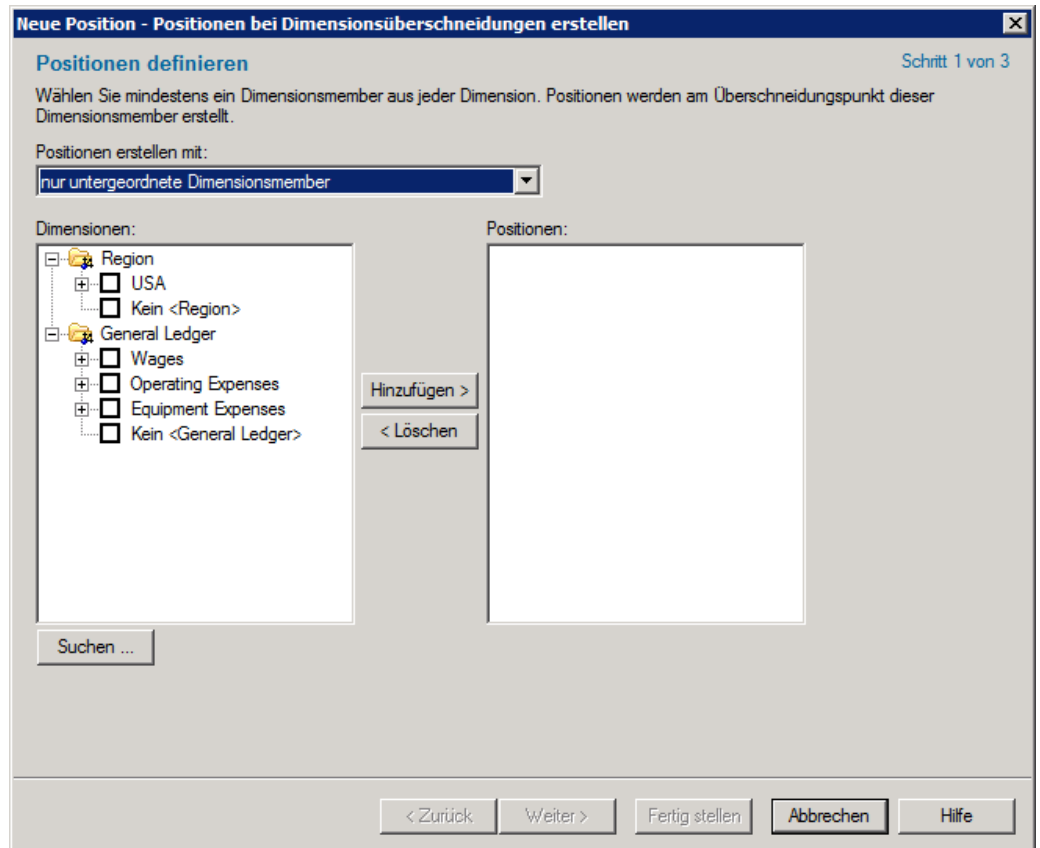 Neue Position - Positionen bei Dimensionsüberschneidungen erstellen
Positionen definieren
Schritt 1 von 3
Wählen Sie mindestens ein Dimensionsmember aus jeder Dimension. Positionen werden am Überschneidungspunkt dieser
Dimensionsmember erstellt.
Positionen erstellen mit:
nur untergeordnete Dimensionsmember
Dimensionen:
Positionen:
Region
USA
Kein <Region>
General Ledger
Wages
Operating Expenses
Equipment Expenses
Kein <General Ledger>
Hinzufügen >
< Löschen
Suchen ...
< Zurück
Weiter >
Fertig stellen
Abbrechen
Hilfe